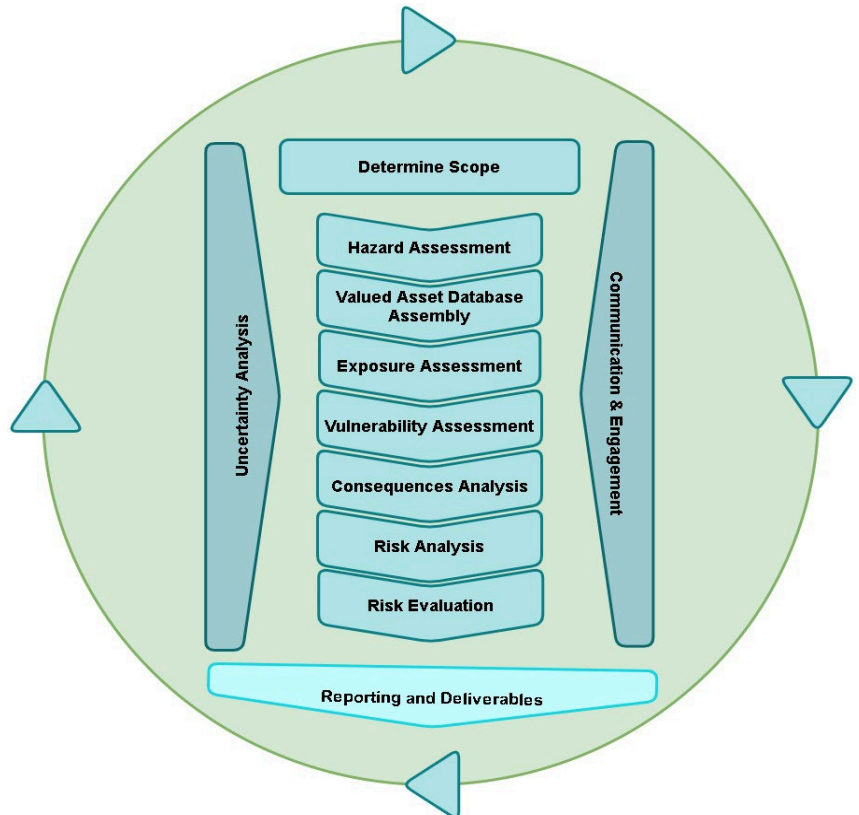 Determine Scope
Hazard Assessment
Valued Asset Database
Assembly
Exposure Assessment
Vulnerability Assessment
Consequences Analysis
Risk Analysis
Risk Evaluation
Uncertainty Analysis
Communication & Engagement
Reporting and Deliverables